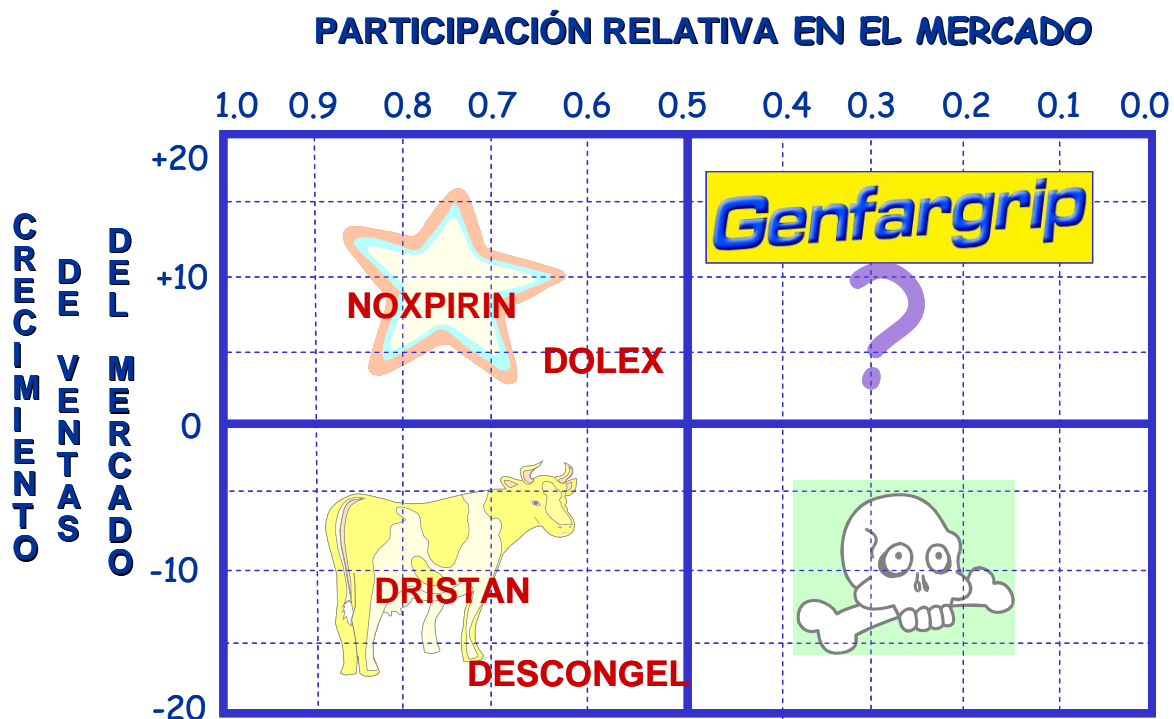 PARTICIPACIÓN RELATIVA EN EL MERCADO
1.0 0.9 0.8 0.7 0.6 0.5 0.4 0.3 0.2 0.1 0.0
CRECIMIENTO
DE VENTAS
DEL MERCADO
+20
Genfargrip
+10
NOXPIRIN
?
DOLEX
0
-10
DRISTAN
DESCONGEL
-20